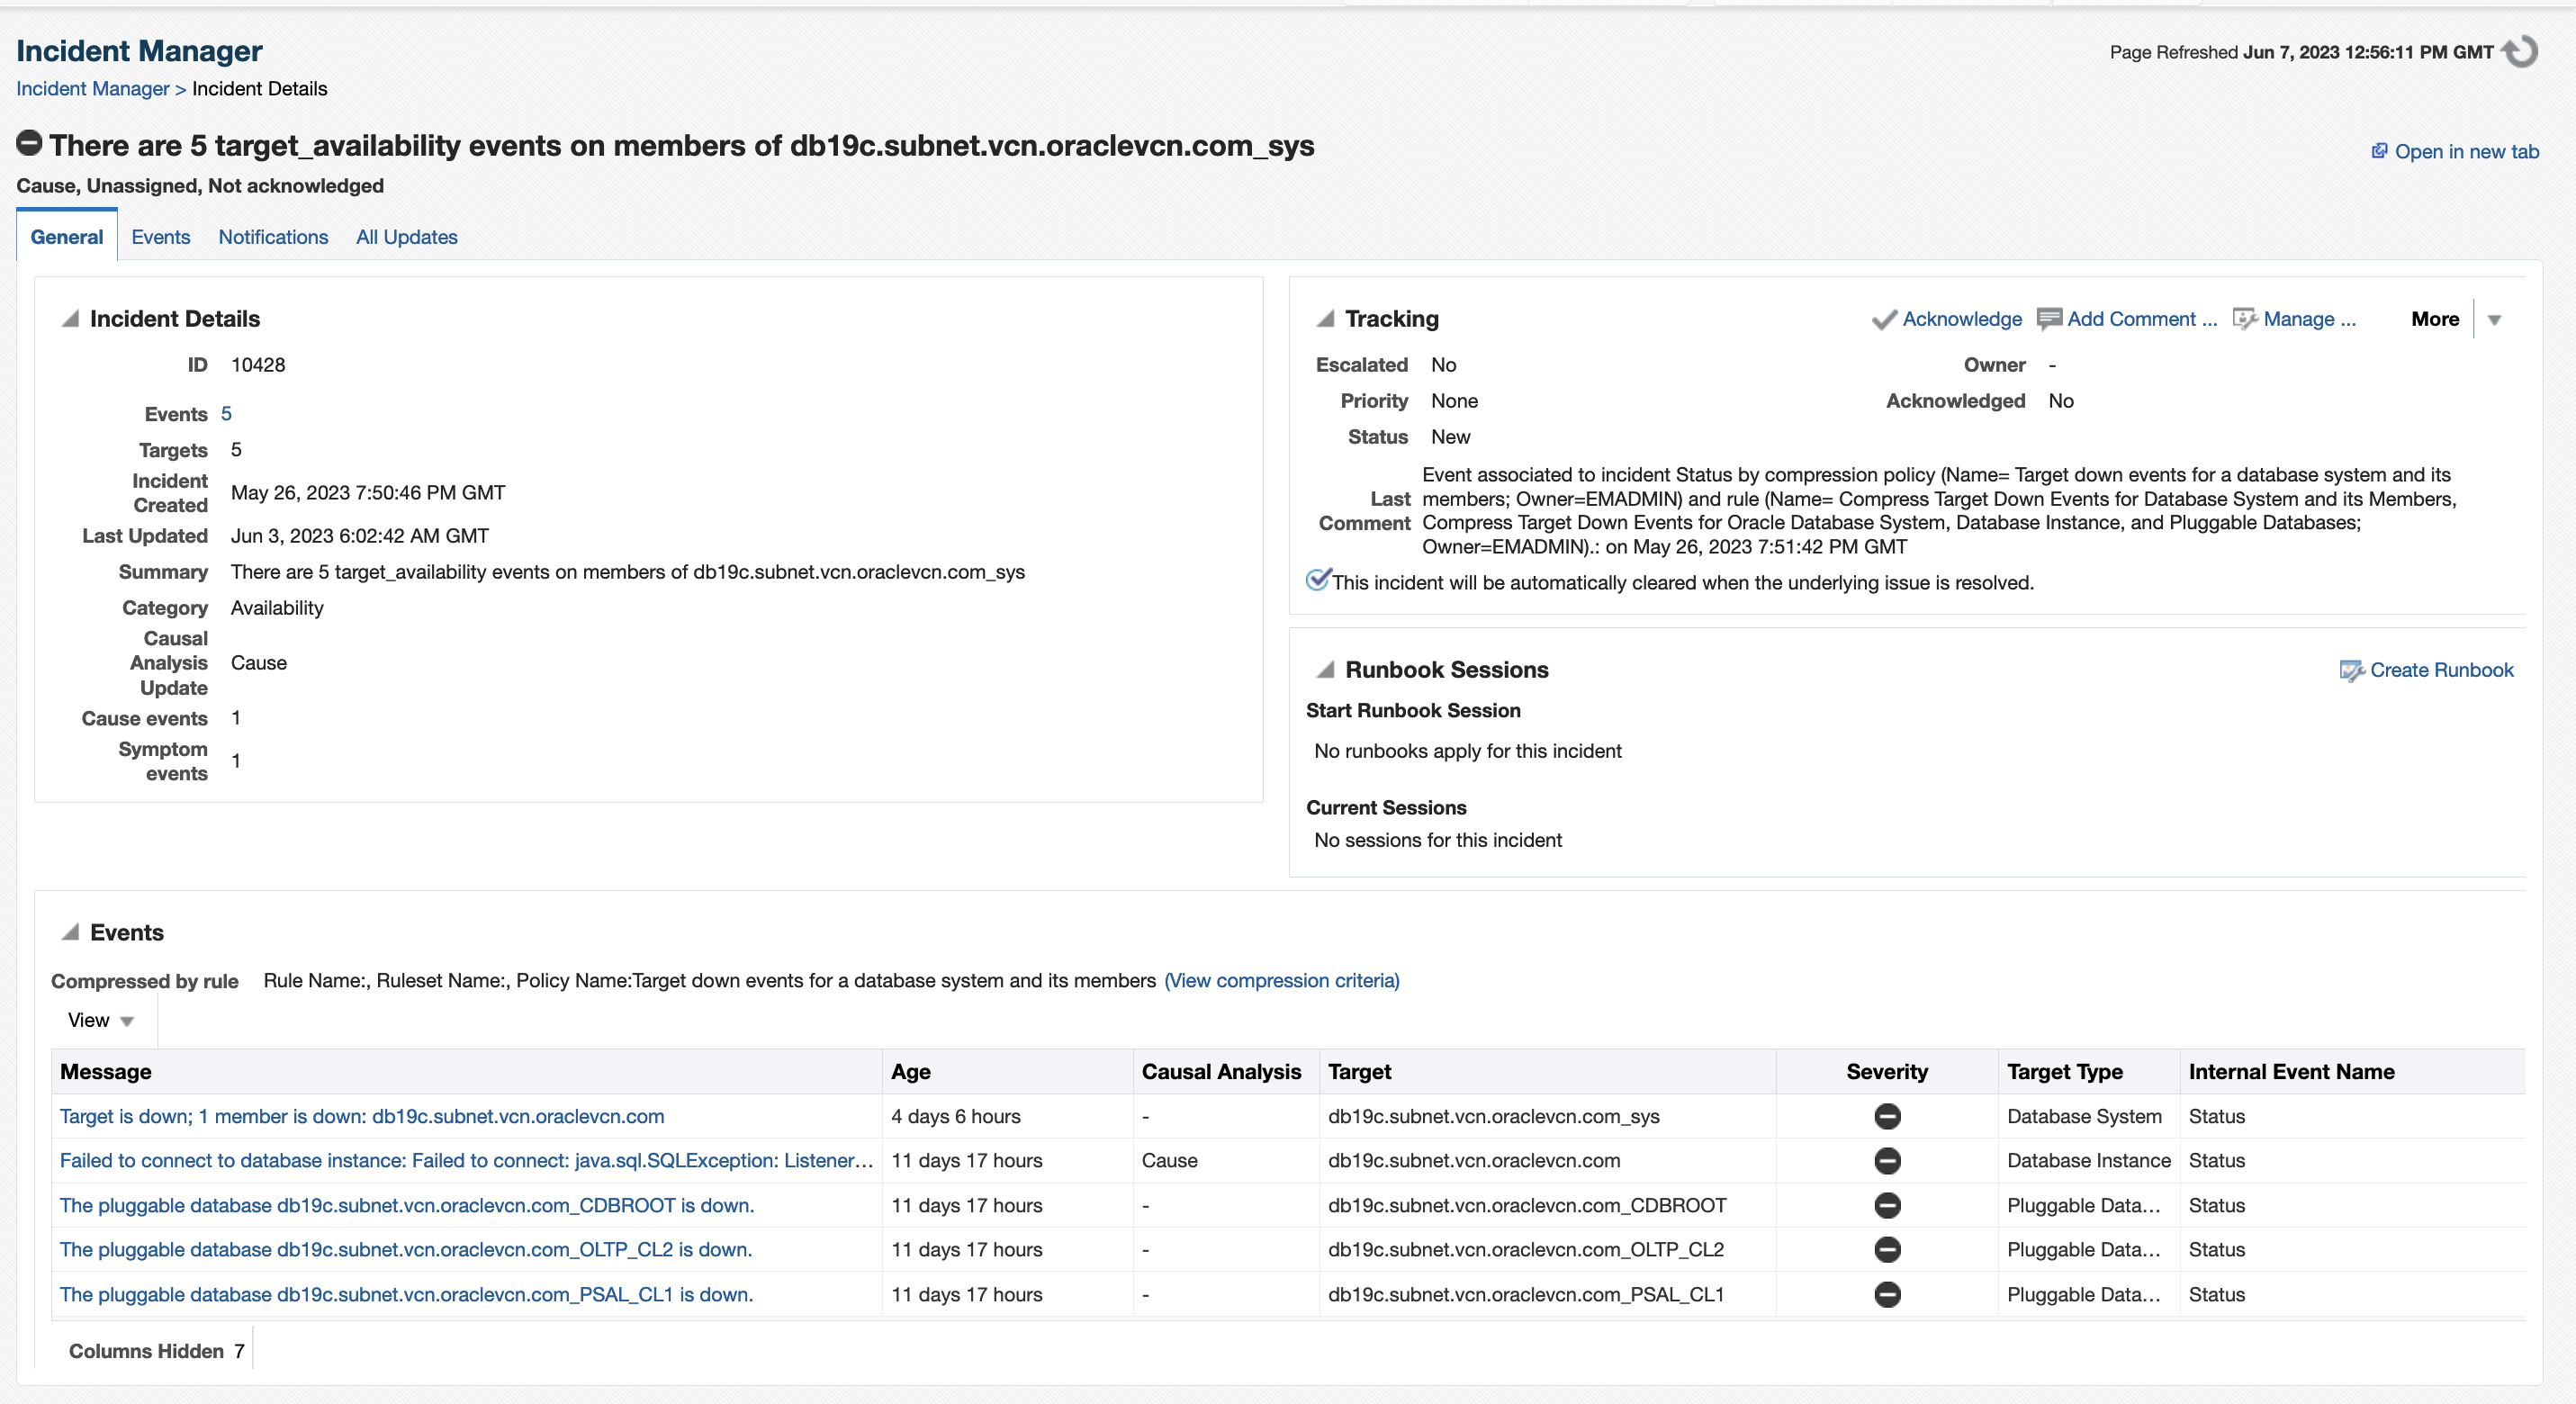 Incident Manager
Page Refreshed Jun 7, 2023 12:56:11 PM GMT
Incident Manager > Incident Details
There are 5 target_availability events on members of db19c.subnet.vcn.oraclevcn.com_sys
Open in new tab
Cause, Unassigned, Not acknowledged
General Events Notifications All Updates
Incident Details
ID 10428
Events 5
Targets 5
Incident Created May 26, 2023 7:50:46 PM GMT
Last Updated Jun 3, 2023 6:02:42 AM GMT
Summary There are 5 target_availability events on members of db19c.subnet.vcn.oraclevcn.com_sys
Category Availability
Causal Analysis Update Cause
Cause events 1
Symptom events 1
Tracking Acknowledge Add Comment ... Manage ... More
Escalated No Owner -
Priority None Acknowledged No
Status New
Last Comment
Event associated to incident Status by compression policy (Name= Target down events for a database system and its
members; Owner=EMADMIN) and rule (Name= Compress Target Down Events for Database System and its Members,
Compress Target Down Events for Oracle Database System, Database Instance, and Pluggable Databases;
Owner=EMADMIN).: on May 26, 2023 7:51:42 PM GMT
This incident will be automatically cleared when the underlying issue is resolved.
Runbook Sessions Create Runbook
Start Runbook Session
No runbooks apply for this incident
Current Sessions
No sessions for this incident
Events
Compressed by rule Rule Name:, Ruleset Name:, Policy Name:Target down events for a database system and its members (View compression criteria)
View
Message Age Causal Analysis Target Severity Target Type Internal Event Name
Target is down; 1 member is down: db19c.subnet.vcn.oraclevcn.com 4 days 6 hours - db19c.subnet.vcn.oraclevcn.com_sys Database System Status
Failed to connect to database instance: Failed to connect: java.sql.SQLException: Listener... 11 days 17 hours Cause db19c.subnet.vcn.oraclevcn.com Database Instance Status
The pluggable database db19c.subnet.vcn.oraclevcn.com_CDBROOT is down. 11 days 17 hours - db19c.subnet.vcn.oraclevcn.com_CDBROOT Pluggable Data... Status
The pluggable database db19c.subnet.vcn.oraclevcn.com_OLTP_CL2 is down. 11 days 17 hours - db19c.subnet.vcn.oraclevcn.com_OLTP_CL2 Pluggable Data... Status
The pluggable database db19c.subnet.vcn.oraclevcn.com_PSAL_CL1 is down. 11 days 17 hours - db19c.subnet.vcn.oraclevcn.com_PSAL_CL1 Pluggable Data... Status
Columns Hidden 7